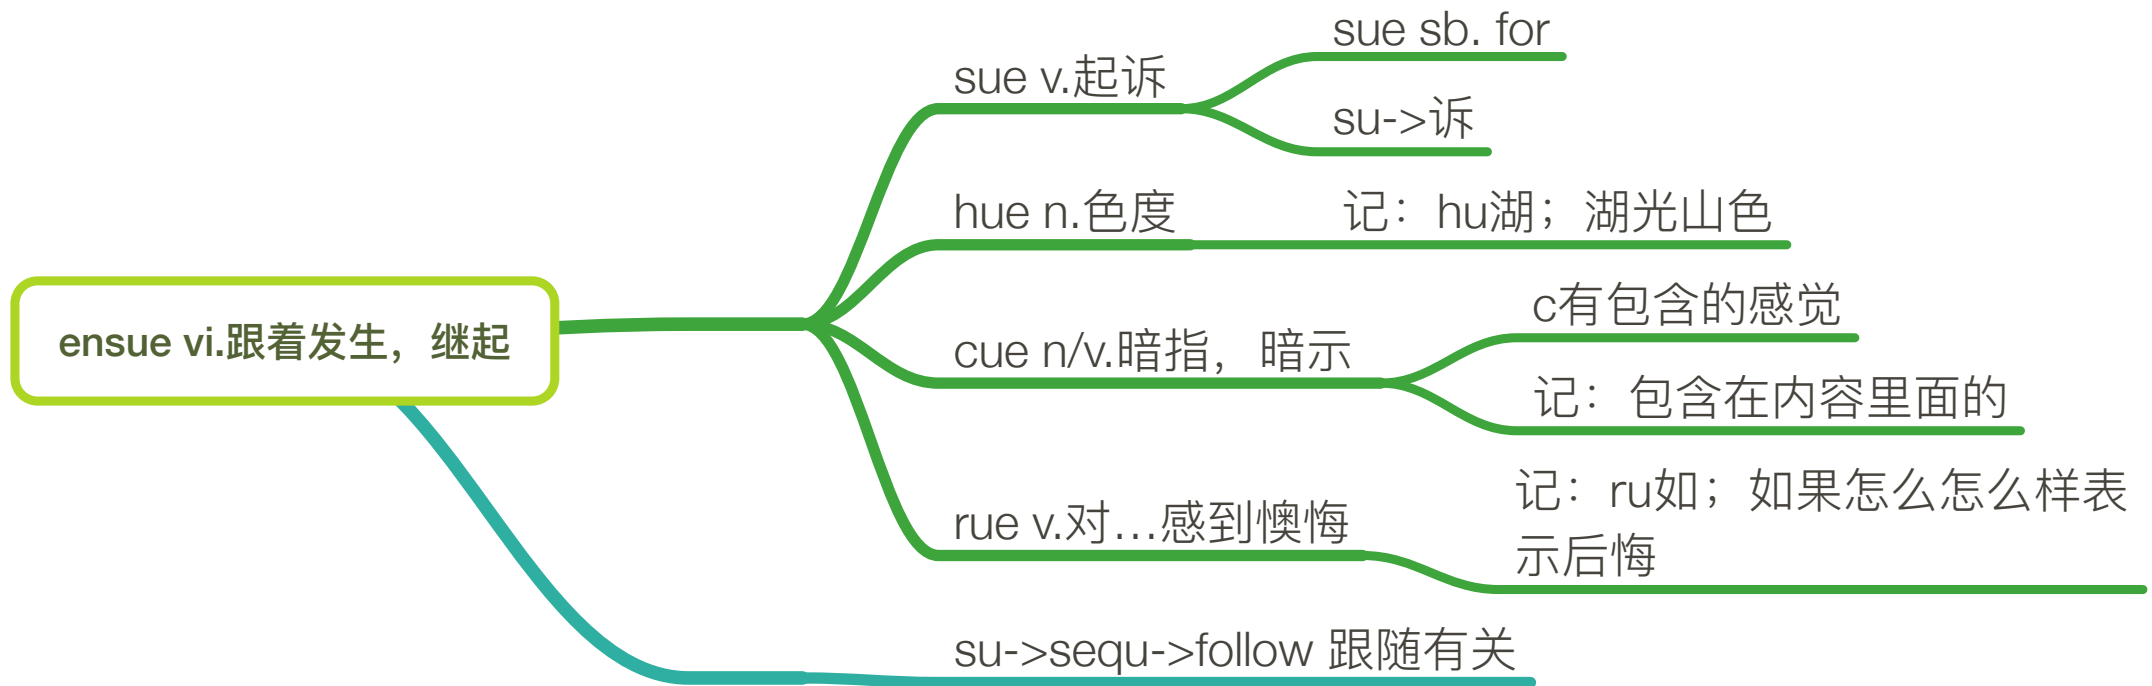 ensue vi.跟着发生，继起
sue v.起诉
sue sb. for
su->诉
hue n.色度
记：hu湖；湖光山色
cue n/v.暗指，暗示
c有包含的感觉
记：包含在内容里面的
rue v.对…感到懊悔
记：ru如；如果怎么怎么样表
示后悔
su->sequ->follow 跟随有关